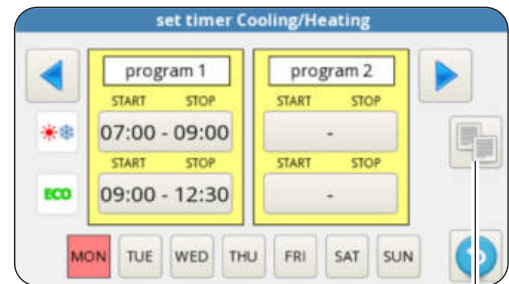 set timer Cooling/Heating
program 1 program 2
START STOP START STOP
07:00 - 09:00 -
START STOP START STOP
ECO 09:00 - 12:30 -
MON TUE WED THU FRI SAT SUN